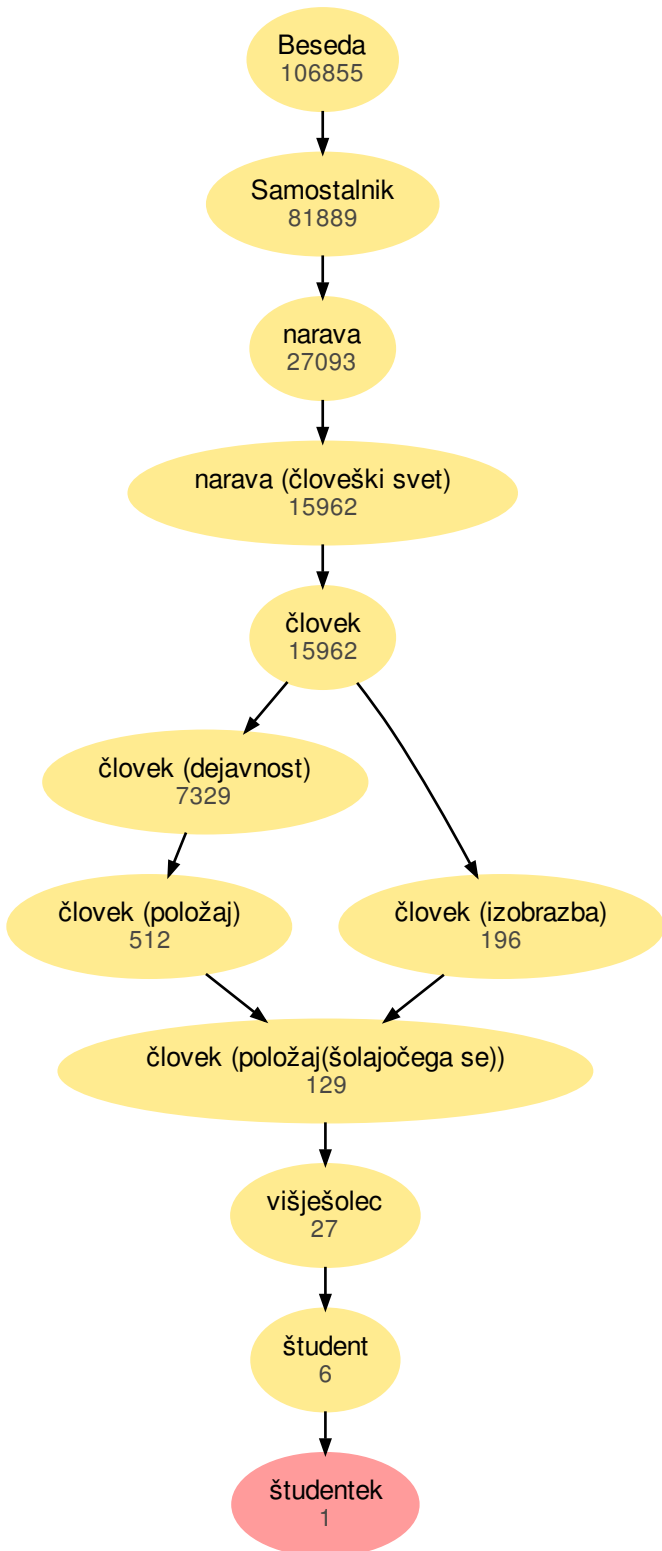 Beseda
106855
Samostalnik
81889
narava
27093
narava (človeški svet)
15962
človek
15962
človek (dejavnost)
7329
človek (položaj)
512
človek (izobrazba)
196
človek (položaj(šolajočega se))
129
višješolec
27
študent
6
študentek
1